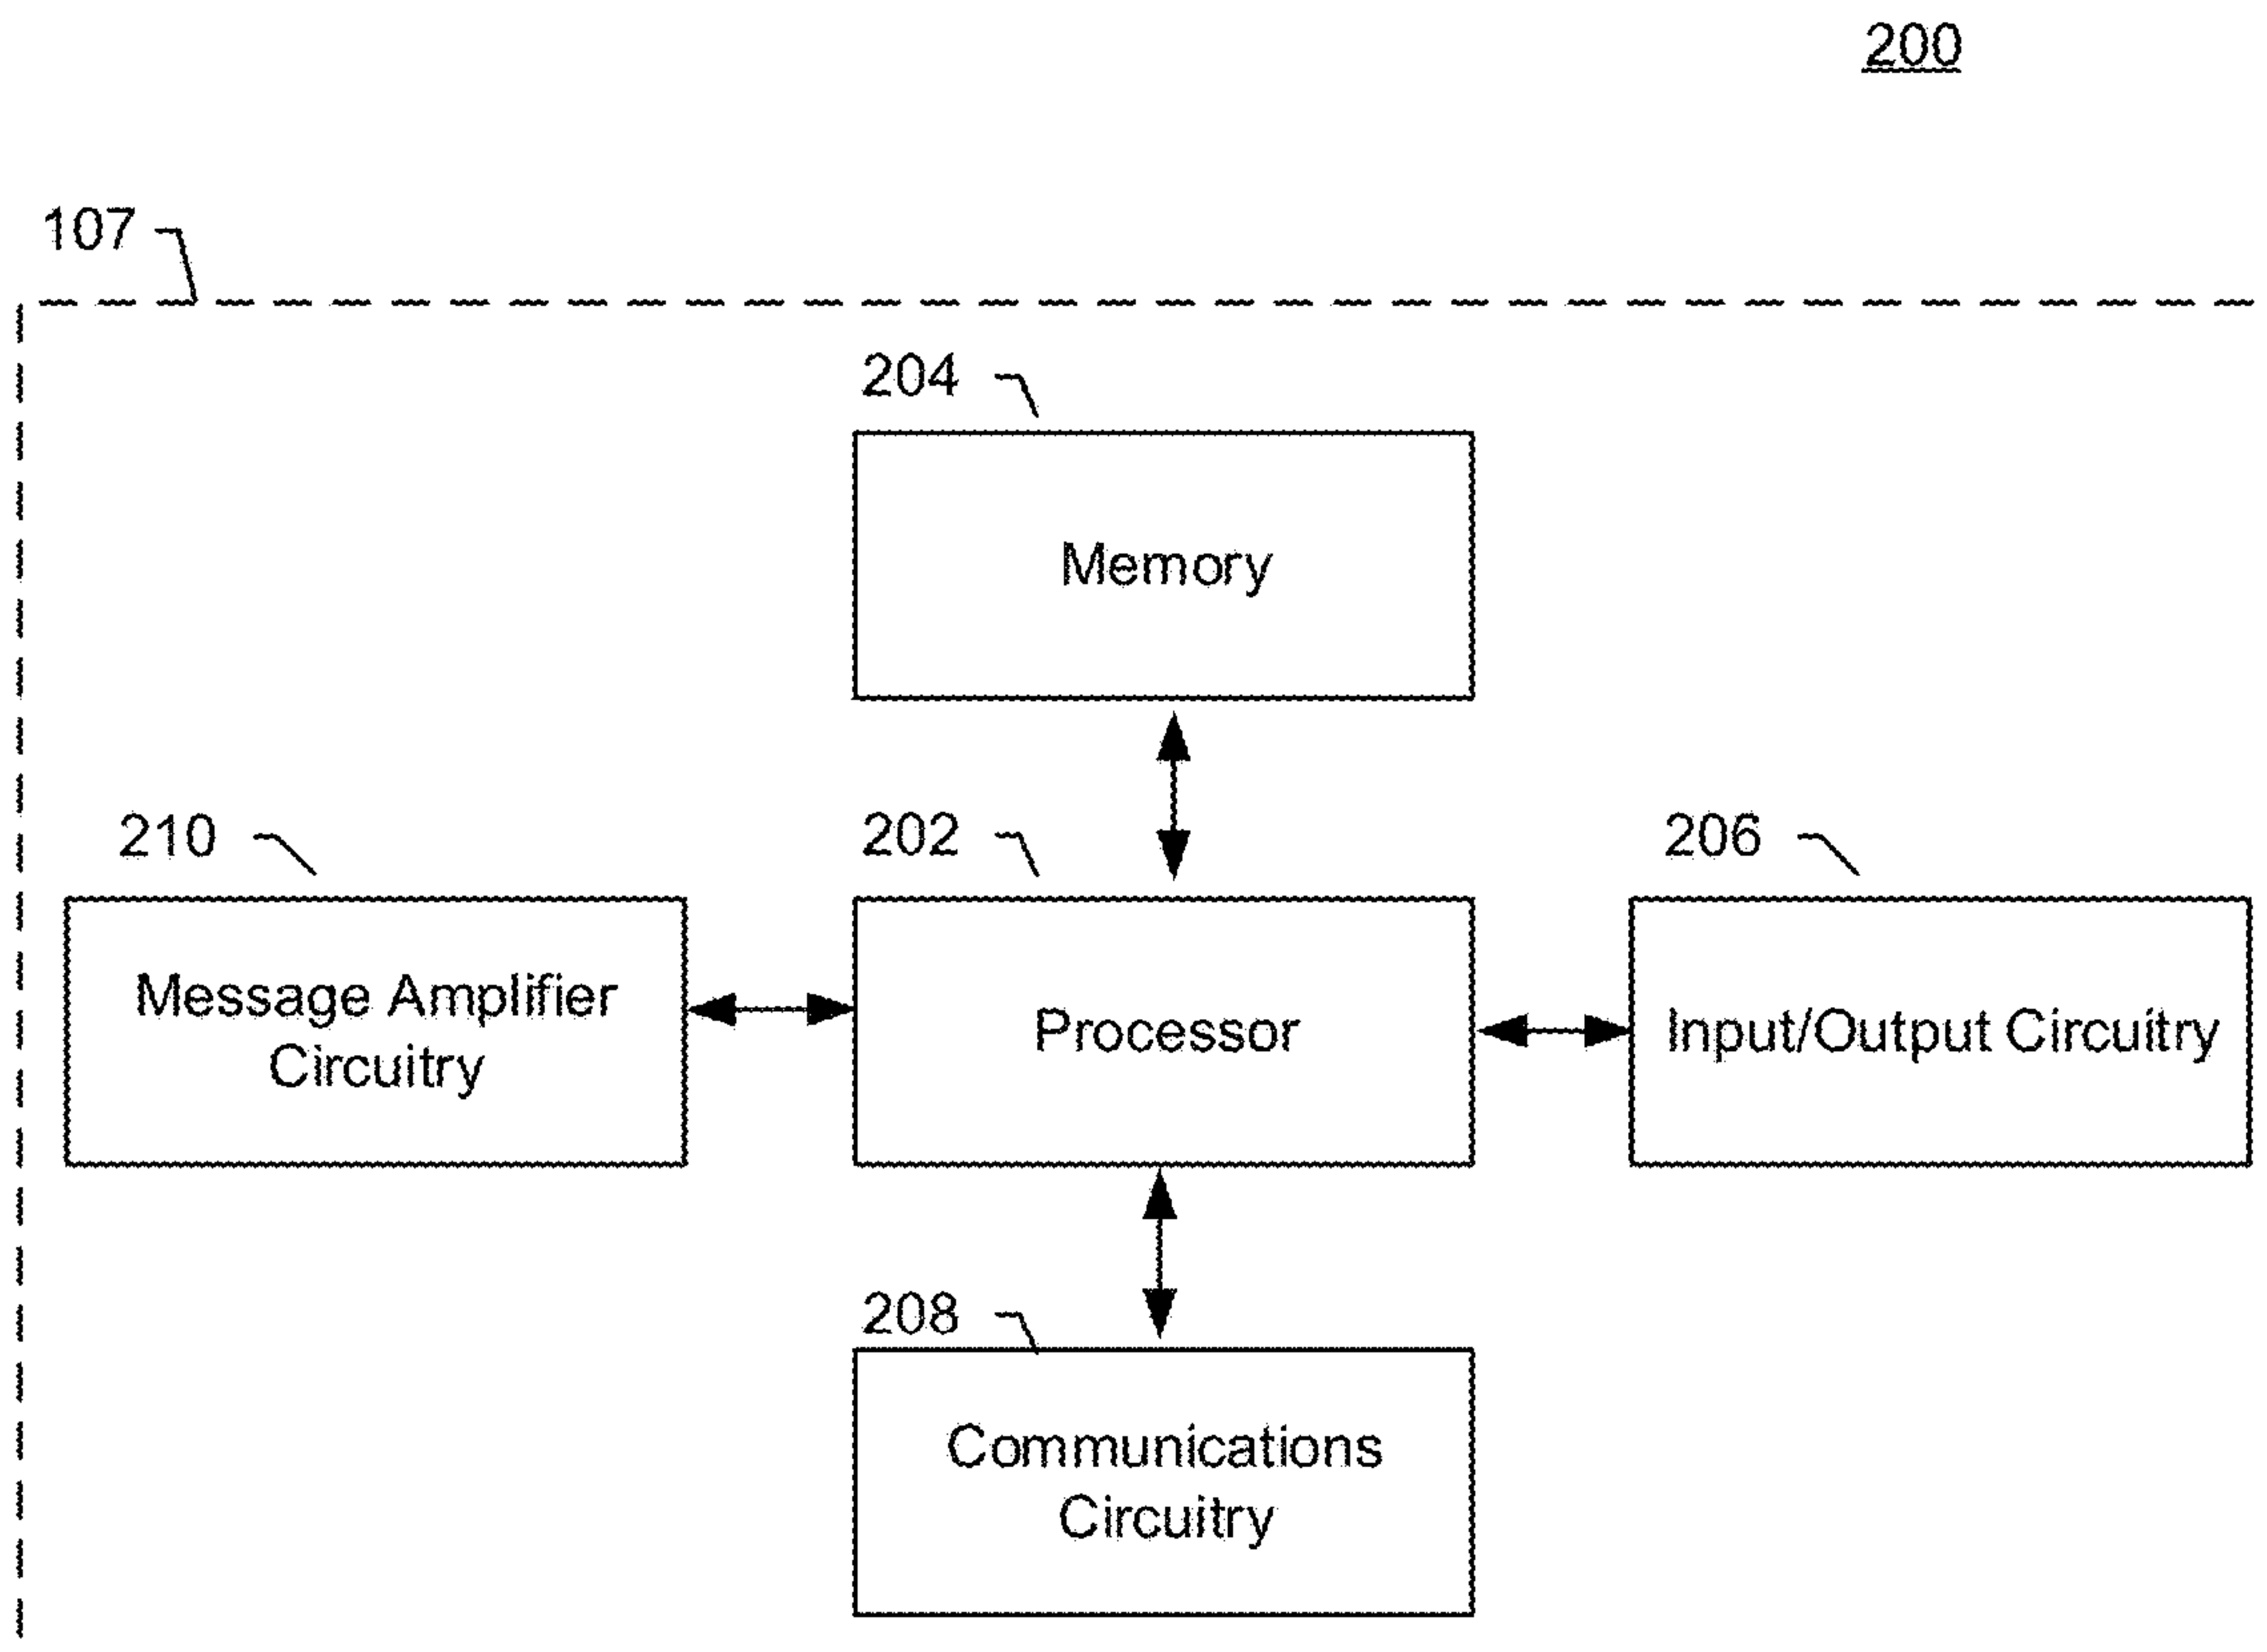 200
107
204
Memory
210
202
206
Message Amplifier
Circuitry
Processor
Input/Output Circuitry
208
Communications
Circuitry